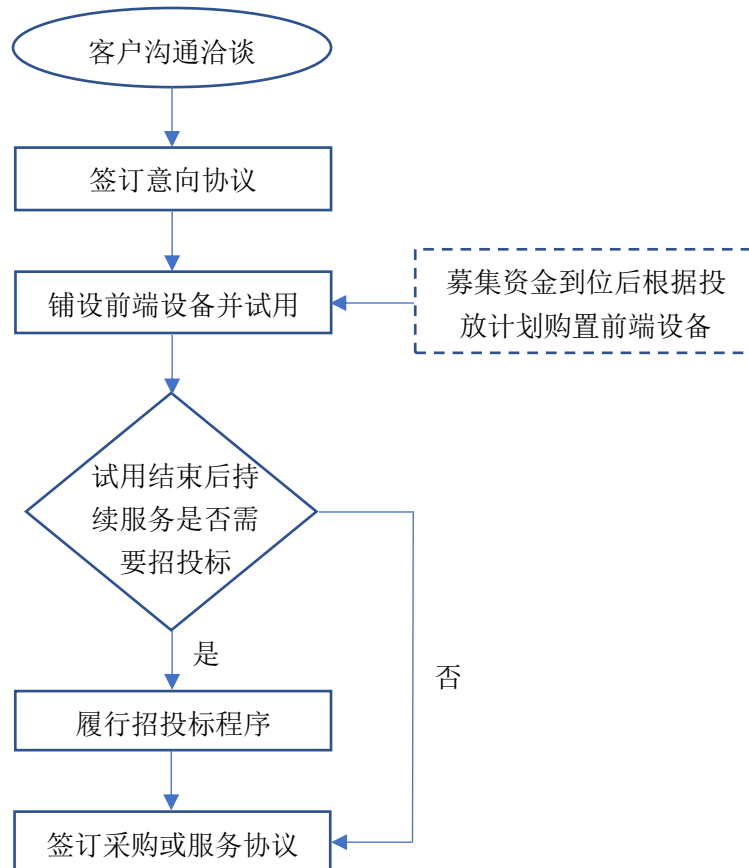 客户沟通洽谈
签订意向协议
铺设前端设备并试用
募集资金到位后根据投
放计划购置前端设备
试用结束后持
续服务是否需
要招投标
是
否
履行招投标程序
签订采购或服务协议